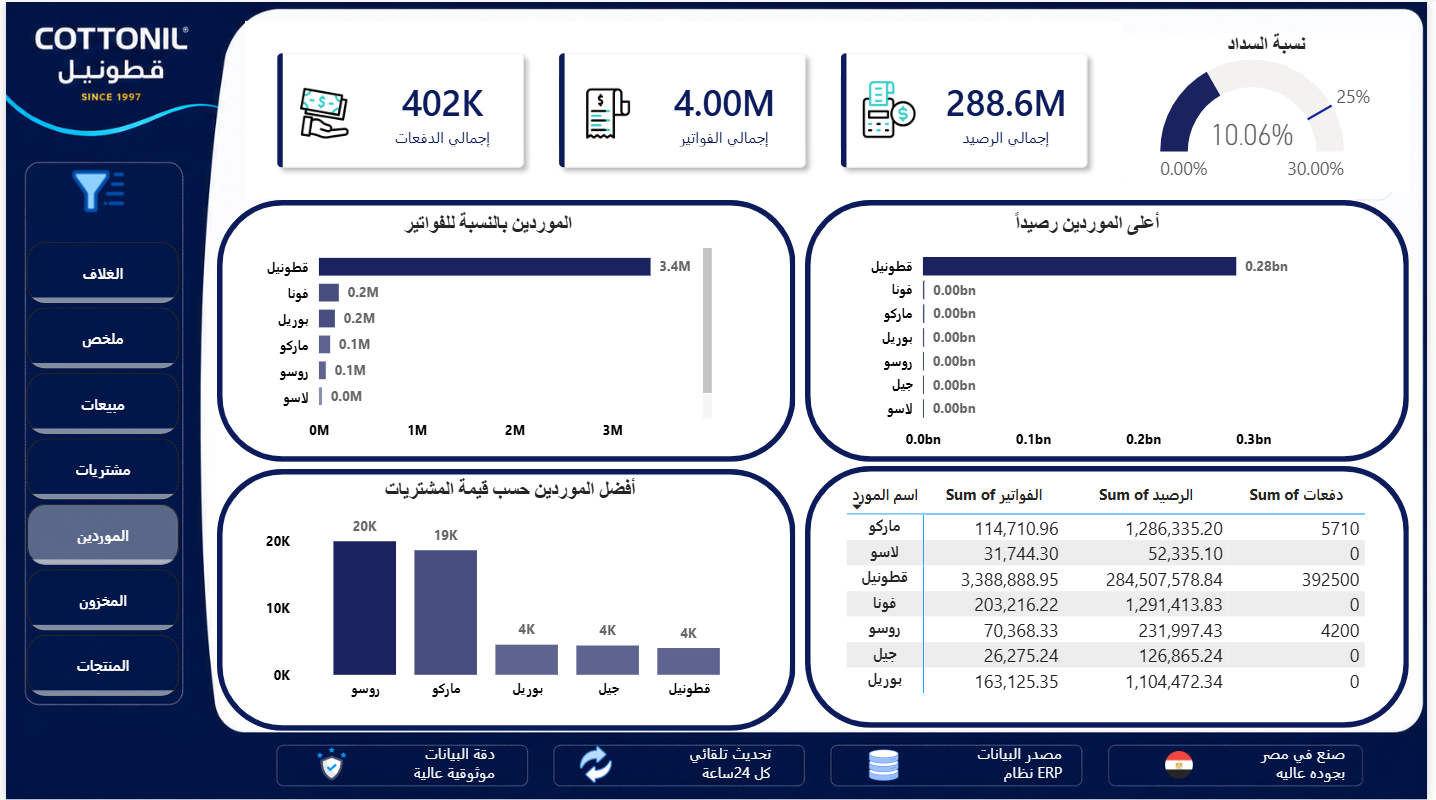 COTTONIL®
قطونيل
SINCE 1997
الغلاف
ملخص
مبيعات
مشتريات
الموردين
المخزون
المنتجات
402K
إجمالي الدفعات
4.00M
إجمالي الفواتير
288.6M
إجمالي الرصيد
نسبة السداد
25%
10.06%
0.00%
30.00%
الموردين بالنسبة للفواتير
قطونيل 3.4M
فونا 0.2M
بوريل 0.2M
ماركو 0.1M
روسو 0.1M
لاسو 0.0M
0M 1M 2M 3M
أعلى الموردين رصيداً
قطونيل 0.28bn
فونا 0.00bn
ماركو 0.00bn
بوريل 0.00bn
روسو 0.00bn
جيل 0.00bn
لاسو 0.00bn
0.0bn 0.1bn 0.2bn 0.3bn
أفضل الموردين حسب قيمة المشتريات
20K
10K
0K
20K 19K 4K 4K 4K
روسو ماركو بوريل جيل قطونيل
اسم المورد Sum of الفواتير Sum of الرصيد Sum of دفعات
ماركو 114,710.96 1,286,335.20 5710
لاسو 31,744.30 52,335.10 0
قطونيل 3,388,888.95 284,507,578.84 392500
فونا 203,216.22 1,291,413.83 0
روسو 70,368.33 231,997.43 4200
جيل 26,275.24 126,865.24 0
بوريل 163,125.35 1,104,472.34 0
دقة البيانات
موثوقية عالية
تحديث تلقائي
كل 24ساعة
مصدر البيانات
نظام ERP
صنع في مصر
بجوده عاليه